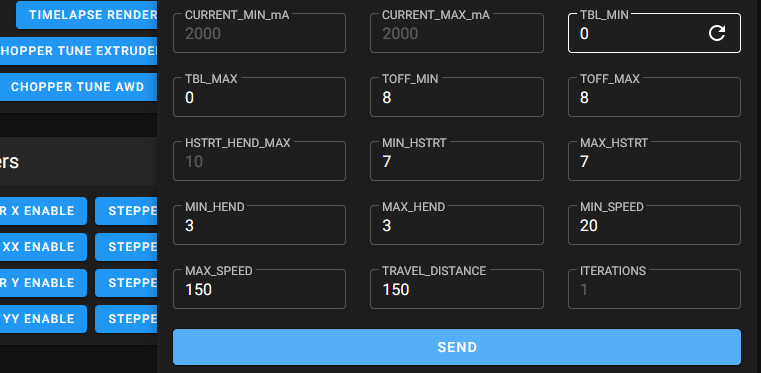 TIMELAPSE RENDER
HOPPER TUNE EXTRUDE
CHOPPER TUNE AWD
ers
R X ENABLE
STEPPE
XX ENABLE
STEPPE
R Y ENABLE
STEPPE
YY ENABLE
STEPPE
CURRENT_MIN_mA
2000
CURRENT_MAX_mA
2000
TBL_MIN
0
TBL_MAX
0
TOFF_MIN
8
TOFF_MAX
8
HSTRT_HEND_MAX
10
MIN_HSTRT
7
MAX_HSTRT
7
MIN_HEND
3
MAX_HEND
3
MIN_SPEED
20
MAX_SPEED
150
TRAVEL_DISTANCE
150
ITERATIONS
1
SEND